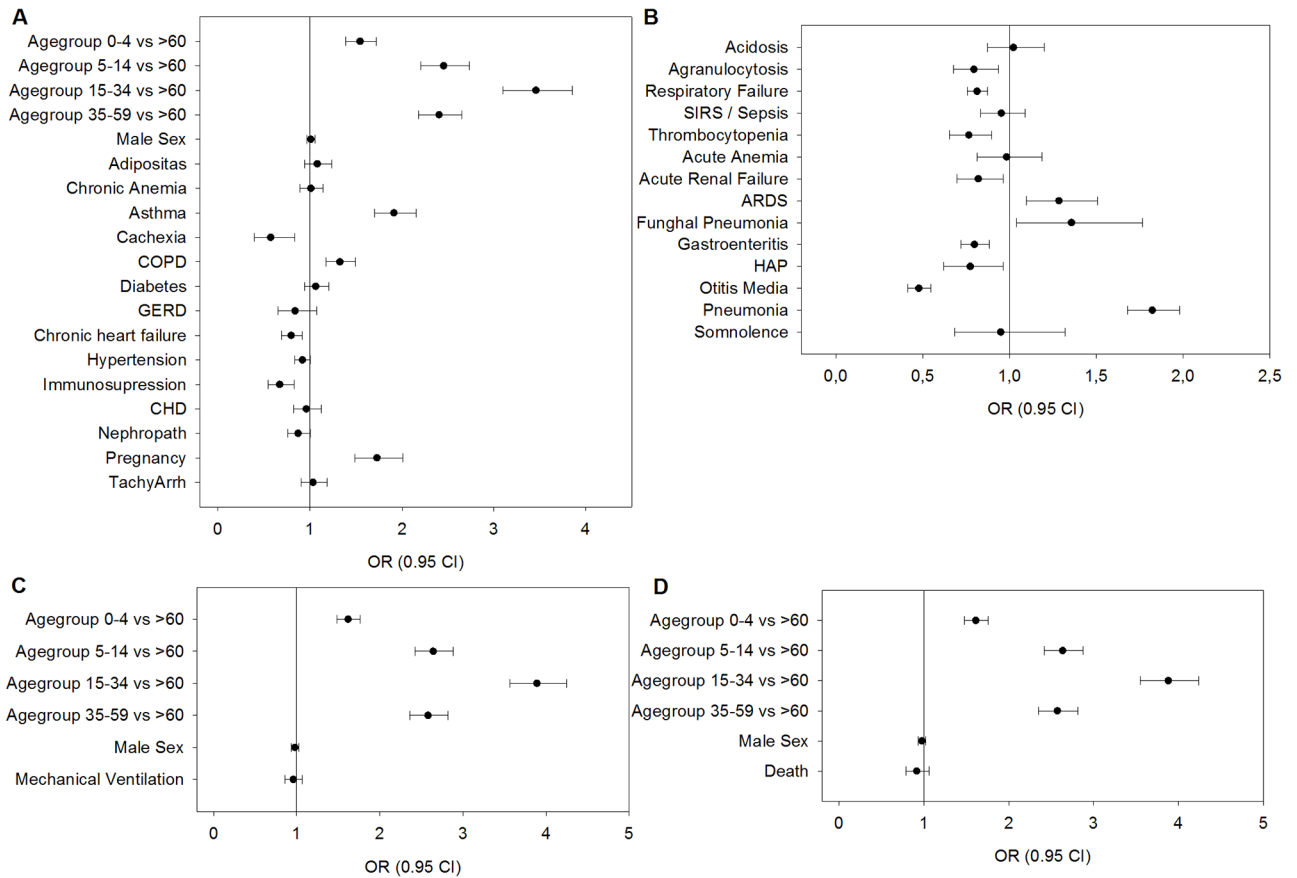 A
Agegroup 0-4 vs >60
Agegroup 5-14 vs >60
Agegroup 15-34 vs >60
Agegroup 35-59 vs >60
Male Sex
Adipositas
Chronic Anemia
Asthma
Cachexia
COPD
Diabetes
GERD
Chronic heart failure
Hypertension
Immunosupression
CHD
Nephropath
Pregnancy
TachyArrh
0 1 2 3 4
OR (0.95 CI)
B
Acidosis
Agranulocytosis
Respiratory Failure
SIRS / Sepsis
Thrombocytopenia
Acute Anemia
Acute Renal Failure
ARDS
Funghal Pneumonia
Gastroenteritis
HAP
Otitis Media
Pneumonia
Somnolence
0,0 0,5 1,0 1,5 2,0 2,5
OR (0.95 CI)
C
Agegroup 0-4 vs >60
Agegroup 5-14 vs >60
Agegroup 15-34 vs >60
Agegroup 35-59 vs >60
Male Sex
Mechanical Ventilation
0 1 2 3 4 5
OR (0.95 CI)
D
Agegroup 0-4 vs >60
Agegroup 5-14 vs >60
Agegroup 15-34 vs >60
Agegroup 35-59 vs >60
Male Sex
Death
0 1 2 3 4 5
OR (0.95 CI)